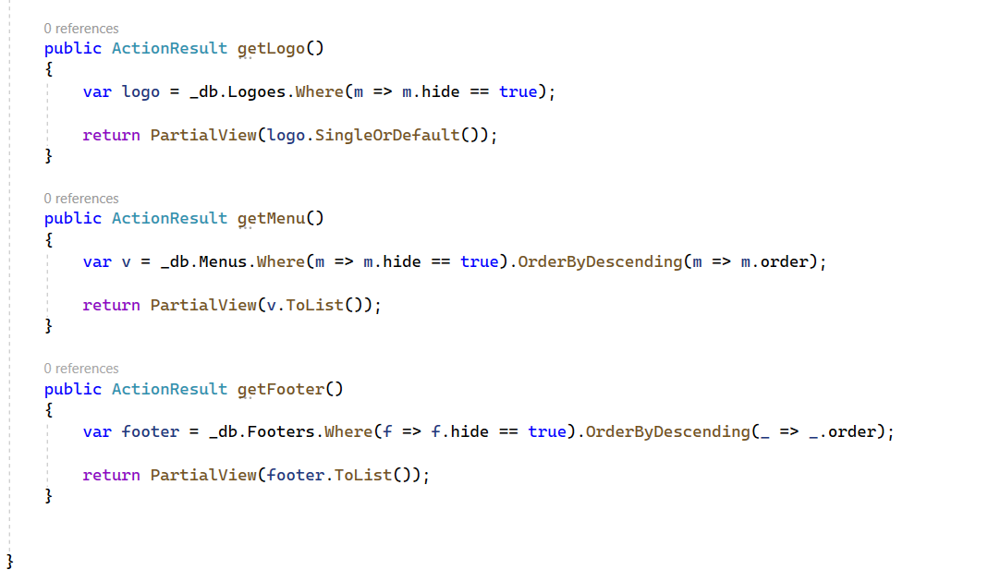 0 references
public ActionResult getLogo()
{
var logo = _db.Logoes.Where(m => m.hide == true);
return PartialView(logo.SingleOrDefault());
}
0 references
public ActionResult getMenu()
{
var v = _db.Menus.Where(m => m.hide == true).OrderByDescending(m => m.order);
return PartialView(v.ToList());
}
0 references
public ActionResult getFooter()
{
var footer = _db.Footers.Where(f => f.hide == true).OrderByDescending(_ => _.order);
return PartialView(footer.ToList());
}
}